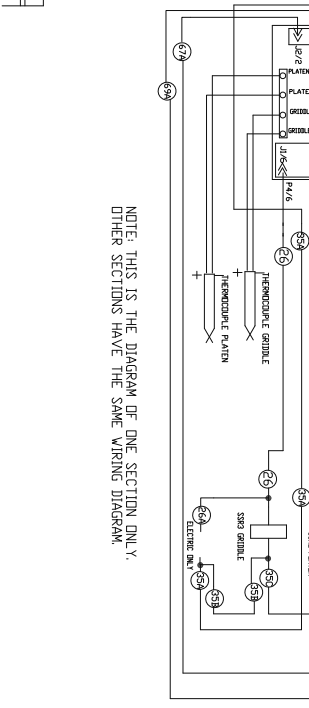 J2/2
67A
69A
PLATEN
PLATE
GRIDDL
GRIDDLE
J1/6
P4/6
35A
26
+
THERMOCOUPLE GRIDDLE
+
THERMOCOUPLE PLATEN
NOTE: THIS IS THE DIAGRAM OF ONE SECTION ONLY.
OTHER SECTIONS HAVE THE SAME WIRING DIAGRAM.
26
35A
26A
SSR3 GRIDDLE
ELECTRIC ONLY
35C
35A
35B
35B